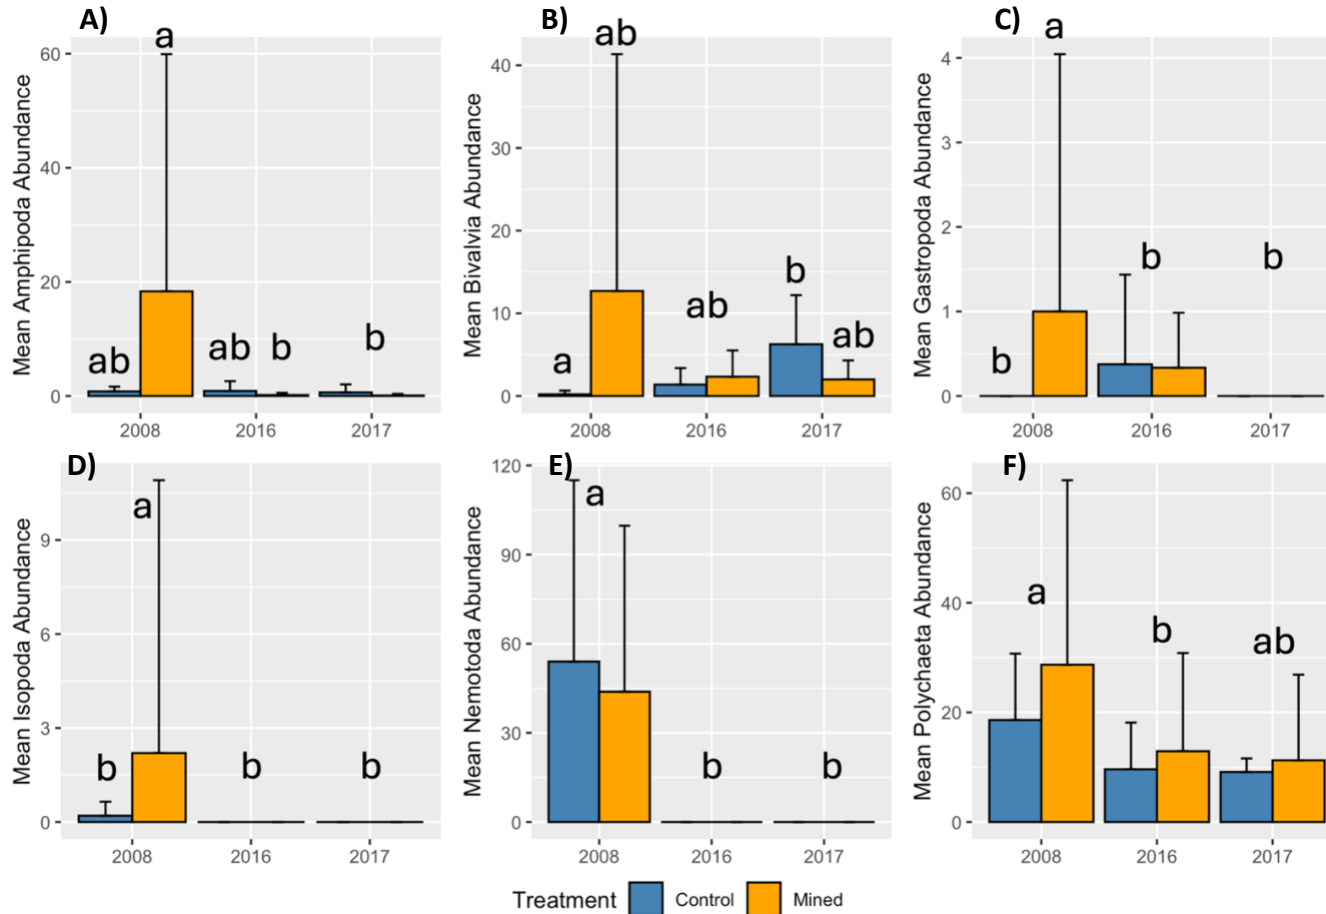 A)
Mean Amphipoda Abundance
60
40
20
0
ab
a
ab
b
b
2008
2016
2017
B)
Mean Bivalvia Abundance
40
30
20
10
0
a
ab
ab
b
ab
2008
2016
2017
C)
Mean Gastropoda Abundance
4
3
2
1
0
b
a
b
b
2008
2016
2017
D)
Mean Isopoda Abundance
9
6
3
0
b
a
b
b
2008
2016
2017
E)
Mean Nemotoda Abundance
120
90
60
30
0
a
b
b
2008
2016
2017
F)
Mean Polychaeta Abundance
60
40
20
0
a
b
ab
2008
2016
2017
Treatment Control Mined